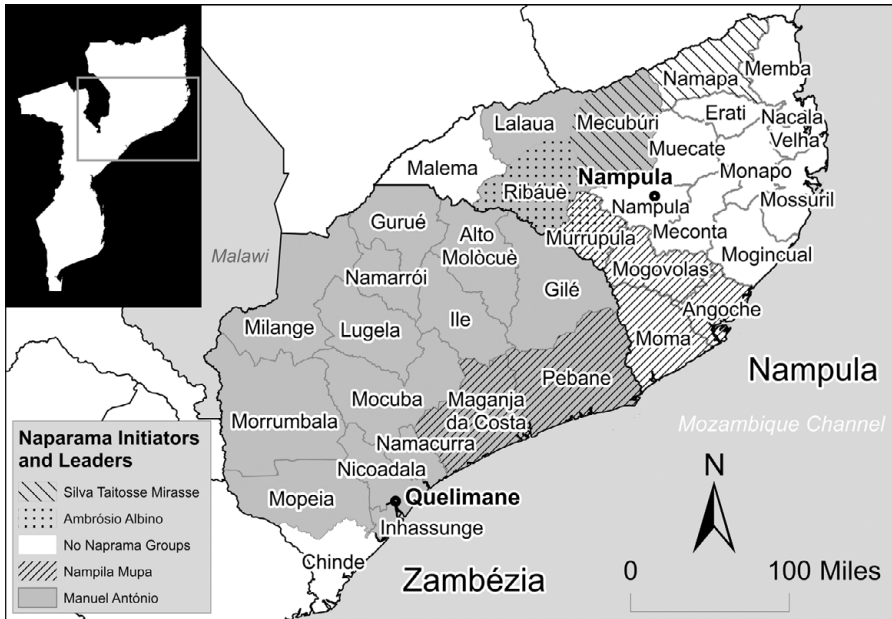 Namapa
Memba
Erati
Nacala
Velha
Lalaua
Mecubúri
Muecate
Monapo
Malema
Nampula
Ribáuè
Nampula
Mossuril
Gurué
Alto
Molòcuè
Murrupula
Meconta
Mogincual
Malawi
Namarrói
Mogovolas
Gilé
Angoche
Milange
Lugela
Ile
Moma
Nampula
Pebane
Mocuba
Maganja
da Costa
Morrumbala
Mozambique Channel
Namacurra
Naparama Initiators
and Leaders
Silva Taitosse Mirasse
Ambrósio Albino
No Naprama Groups
Nampila Mupa
Manuel António
Nicoadala
Mopeia
Quelimane
Inhassunge
Chinde
Zambézia
N
0 100 Miles